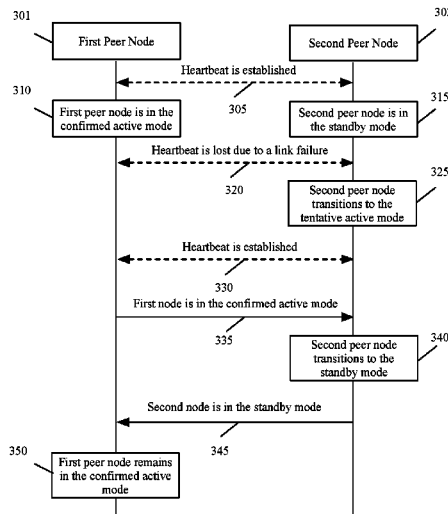 301
302
First Peer Node
Second Peer Node
Heartbeat is established
305
310
First peer node is in the
confirmed active mode
315
Second peer node is in
the standby mode
Heartbeat is lost due to a link failure
320
325
Second peer node
transitions to the
tentative active mode
Heartbeat is established
330
First node is in the confirmed active mode
335
340
Second peer node
transitions to the
standby mode
Second node is in the standby mode
345
350
First peer node remains
in the confirmed active
mode